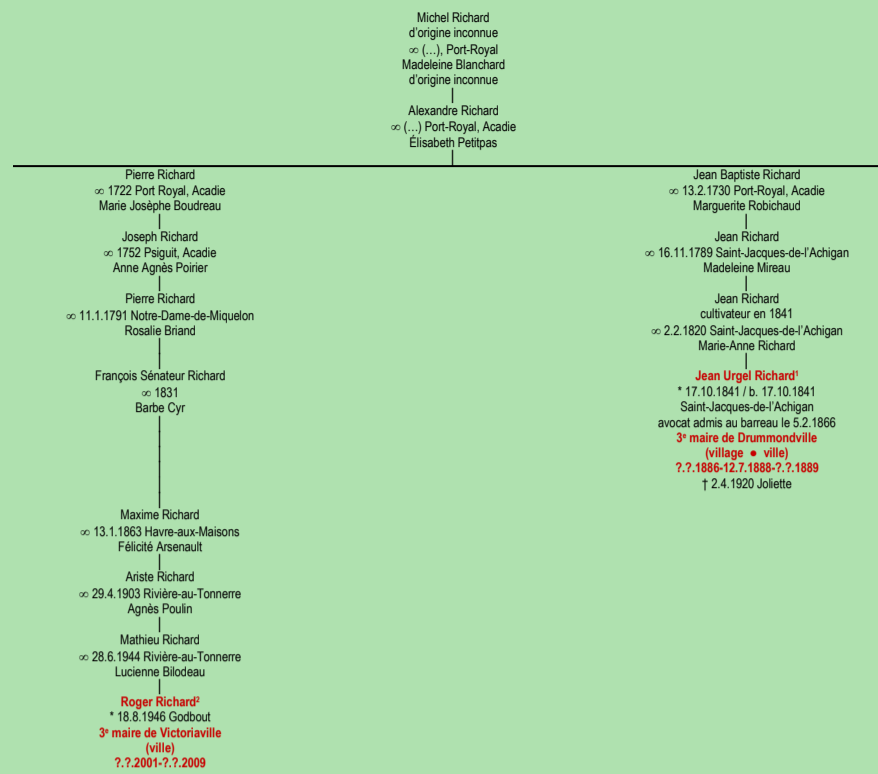 Michel Richard
d'origine inconnue
∞ (…), Port-Royal
Madeleine Blanchard
d'origine inconnue
Alexandre Richard
∞ (…) Port-Royal, Acadie
Élisabeth Petitpas
Pierre Richard
∞ 1722 Port Royal, Acadie
Marie Josèphe Boudreau
Joseph Richard
∞ 1752 Psiguit, Acadie
Anne Agnès Poirier
Pierre Richard
∞ 11.1.1791 Notre-Dame-de-Miquelon
Rosalie Briand
François Sénateur Richard
∞ 1831
Barbe Cyr
Maxime Richard
∞ 13.1.1863 Havre-aux-Maisons
Félicité Arsenault
Ariste Richard
∞ 29.4.1903 Rivière-au-Tonnerre
Agnès Poulin
Mathieu Richard
∞ 28.6.1944 Rivière-au-Tonnerre
Lucienne Bilodeau
Roger Richard²
* 18.8.1946 Godbout
3e maire de Victoriaville
(ville)
?.?.2001-?.?.2009
Jean Baptiste Richard
∞ 13.2.1730 Port-Royal, Acadie
Marguerite Robichaud
Jean Richard
∞ 16.11.1789 Saint-Jacques-de-l'Achigan
Madeleine Mireau
Jean Richard
cultivateur en 1841
∞ 2.2.1820 Saint-Jacques-de-l'Achigan
Marie-Anne Richard
Jean Urgel Richard¹
* 17.10.1841 / b. 17.10.1841
Saint-Jacques-de-l'Achigan
avocat admis au barreau le 5.2.1866
3e maire de Drummondville
(village ● ville)
?.?.1886-12.7.1888-?.?.1889
† 2.4.1920 Joliette